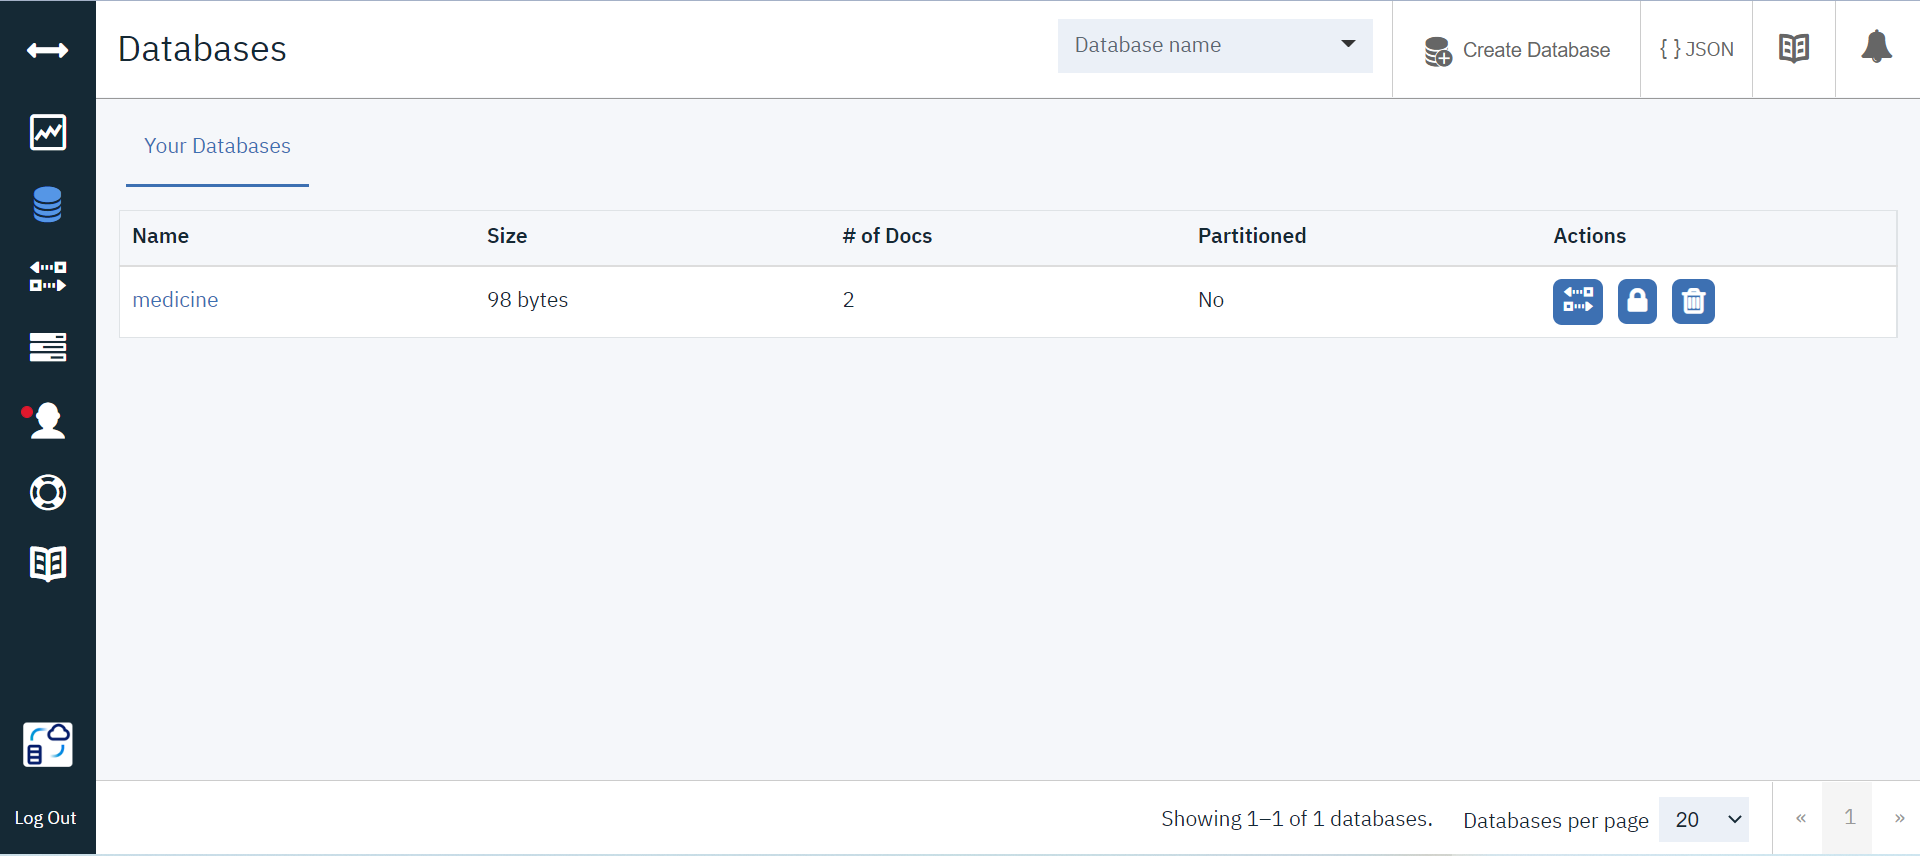 Databases
Database name
Create Database
{ } JSON
Your Databases
Name Size # of Docs Partitioned Actions
medicine 98 bytes 2 No
Log Out
Showing 1–1 of 1 databases. Databases per page 20 « 1 »